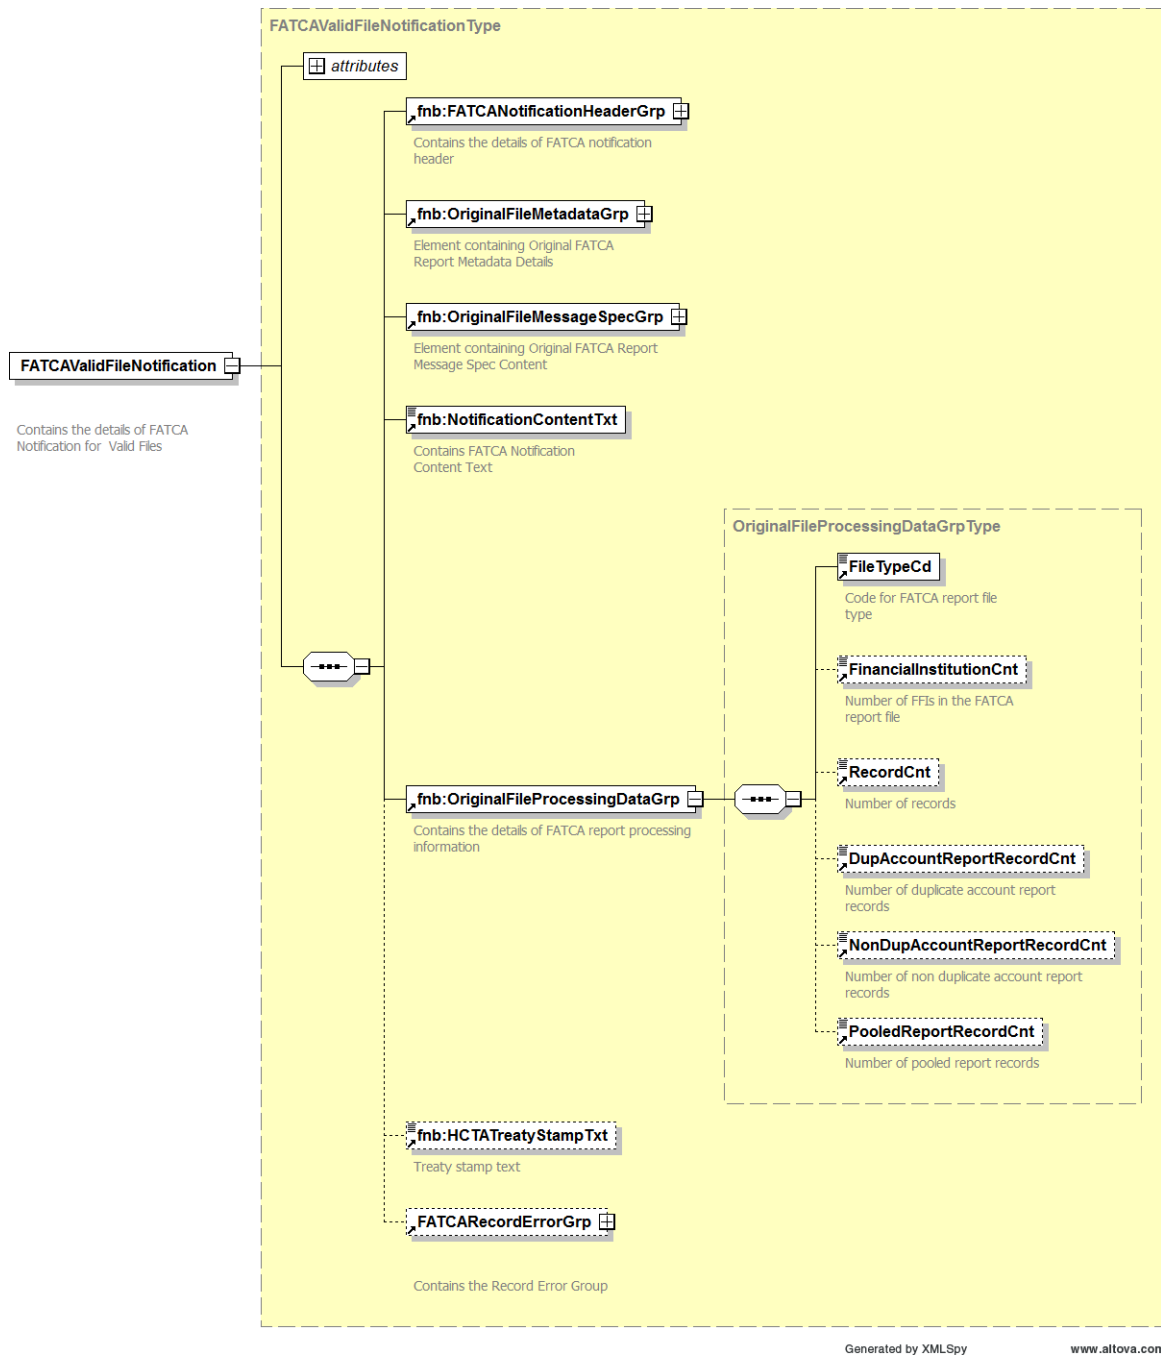 FATCAValidFileNotificationType
attributes
fnb:FATCANotificationHeaderGrp
Contains the details of FATCA notification
header
fnb:OriginalFileMetadataGrp
Element containing Original FATCA
Report Metadata Details
fnb:OriginalFileMessageSpecGrp
Element containing Original FATCA Report
Message Spec Content
FATCAValidFileNotification
Contains the details of FATCA
Notification for  Valid Files
fnb:NotificationContentTxt
Contains FATCA Notification
Content Text
OriginalFileProcessingDataGrpType
FileTypeCd
Code for FATCA report file
type
FinancialInstitutionCnt
Number of FFIs in the FATCA
report file
RecordCnt
Number of records
fnb:OriginalFileProcessingDataGrp
Contains the details of FATCA report processing
information
DupAccountReportRecordCnt
Number of duplicate account report
records
NonDupAccountReportRecordCnt
Number of non duplicate account report
records
PooledReportRecordCnt
Number of pooled report records
fnb:HCTATreatyStampTxt
Treaty stamp text
FATCARecordErrorGrp
Contains the Record Error Group
Generated by XMLSpy
www.altova.com